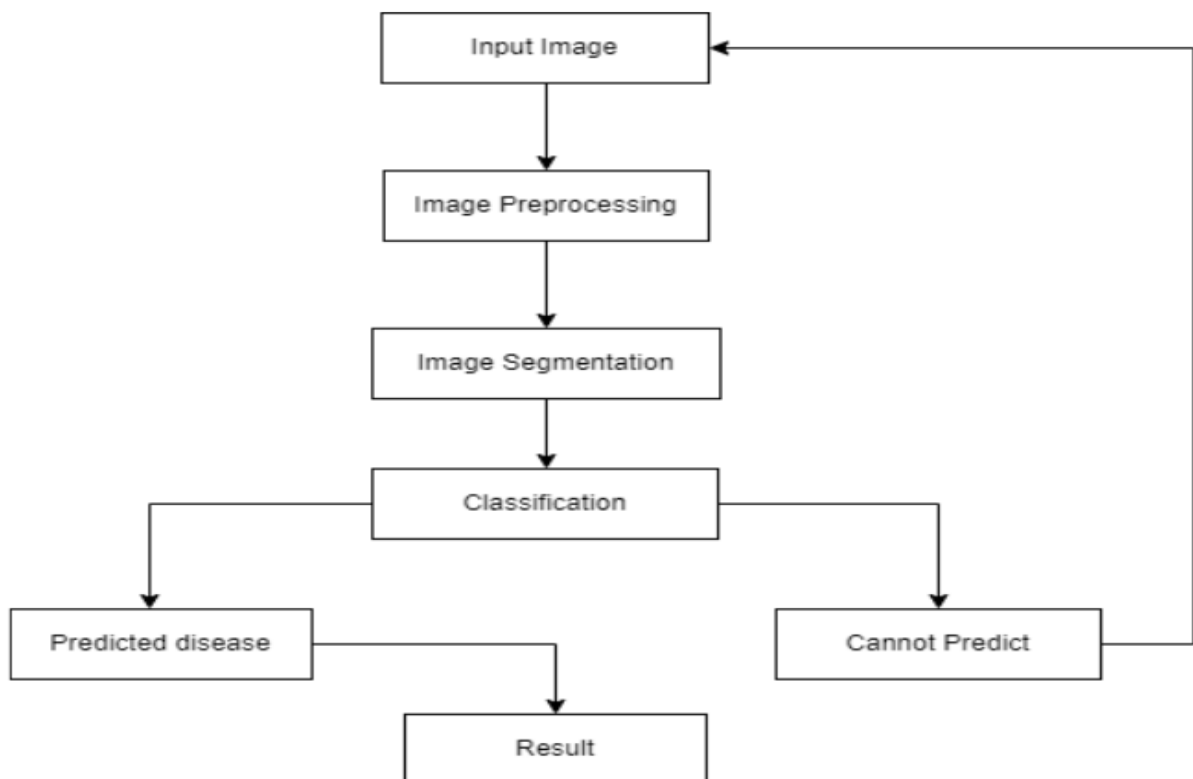 Input Image
Image Preprocessing
Image Segmentation
Classification
Predicted disease
Cannot Predict
Result